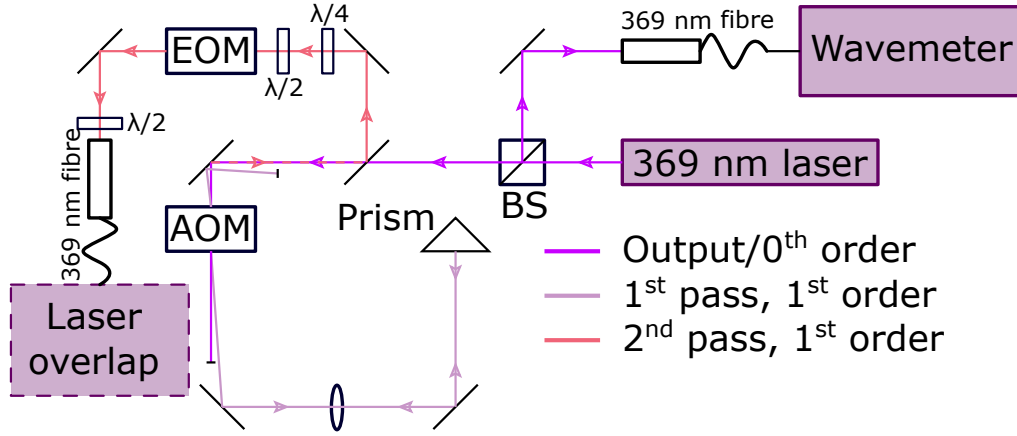 λ/4
369 nm fibre
EOM
Wavemeter
λ/2
λ/2
369 nm laser
369 nm fibre
BS
AOM
Prism
Output/0th order
1st pass, 1st order
2nd pass, 1st order
Laser
overlap